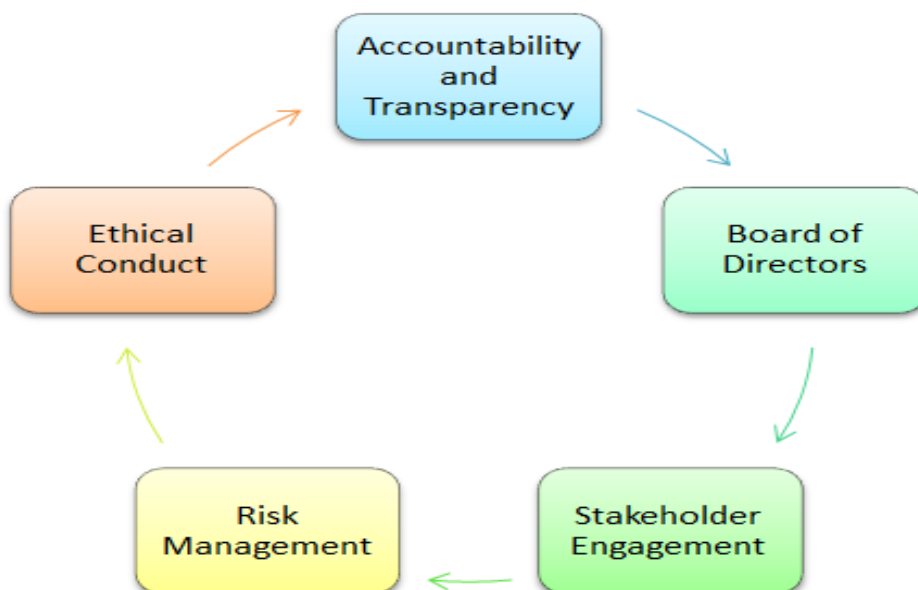 Accountability
and
Transparency
Board of
Directors
Stakeholder
Engagement
Risk
Management
Ethical
Conduct